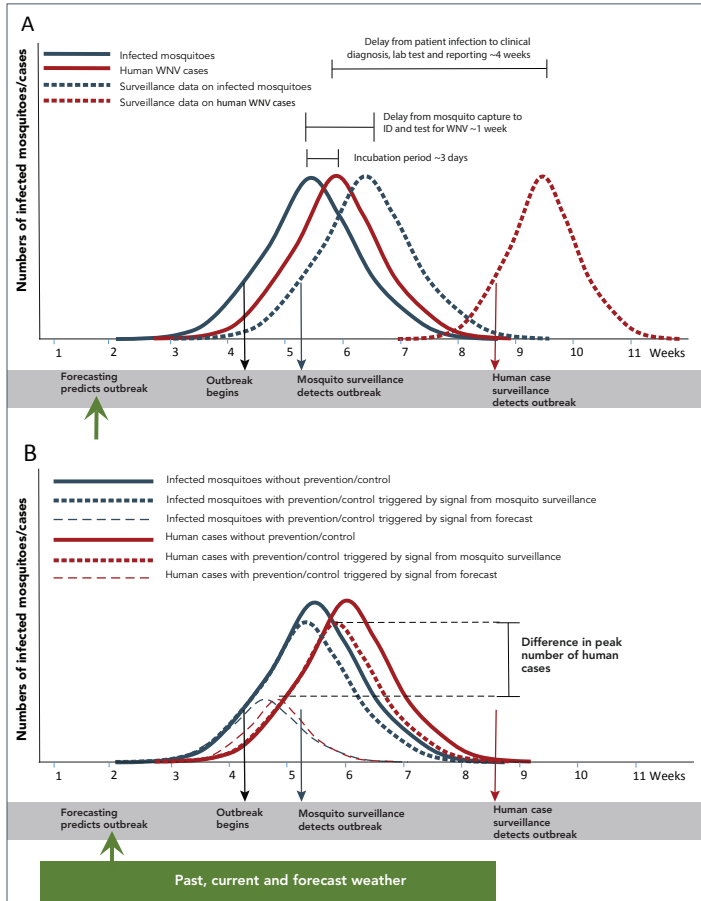 A
Numbers of infected mosquitoes/cases
Infected mosquitoes
Human WNV cases
Surveillance data on infected mosquitoes
Surveillance data on human WNV cases
Delay from patient infection to clinical
diagnosis, lab test and reporting ~4 weeks
Delay from mosquito capture to
ID and test for WNV ~1 week
Incubation period ~3 days
1 2 3 4 5 6 7 8 9 10 11 Weeks
Forecasting
predicts outbreak
Outbreak
begins
Mosquito surveillance
detects outbreak
Human case
surveillance
detects outbreak
B
Numbers of infected mosquitoes/cases
Infected mosquitoes without prevention/control
Infected mosquitoes with prevention/control triggered by signal from mosquito surveillance
Infected mosquitoes with prevention/control triggered by signal from forecast
Human cases without prevention/control
Human cases with prevention/control triggered by signal from mosquito surveillance
Human cases with prevention/control triggered by signal from forecast
Difference in peak
number of human
cases
1 2 3 4 5 6 7 8 9 10 11 Weeks
Forecasting
predicts outbreak
Outbreak
begins
Mosquito surveillance
detects outbreak
Human case
surveillance
detects outbreak
Past, current and forecast weather